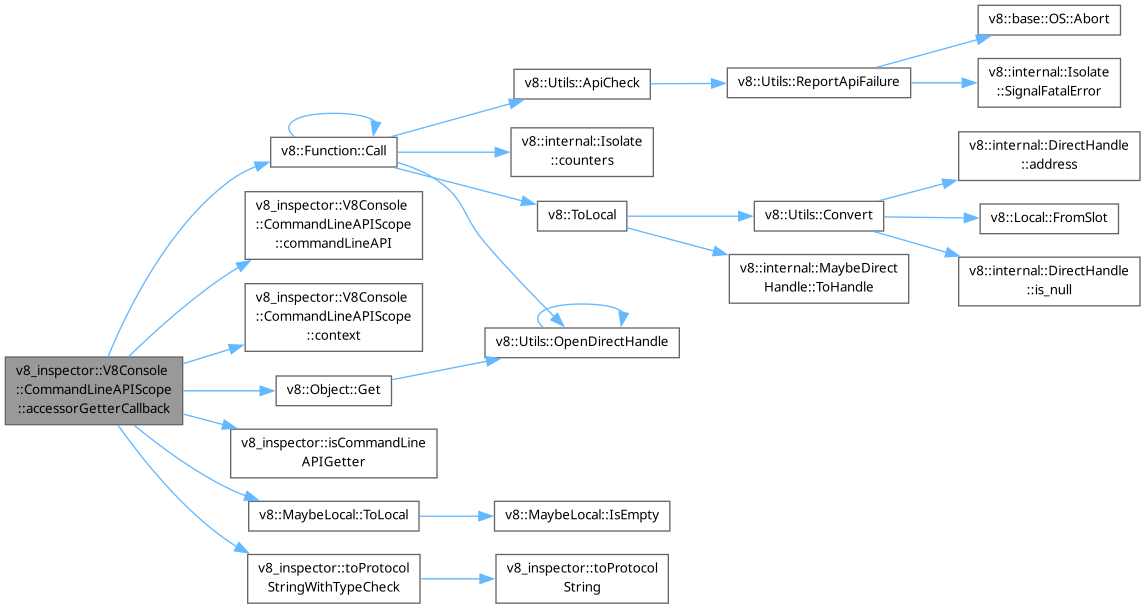 v8::base::OS::Abort
v8::Utils::ApiCheck
v8::Utils::ReportApiFailure
v8::internal::Isolate
::SignalFatalError
v8::Function::Call
v8::internal::Isolate
::counters
v8::internal::DirectHandle
::address
v8_inspector::V8Console
::CommandLineAPIScope
::commandLineAPI
v8::ToLocal
v8::Utils::Convert
v8::Local::FromSlot
v8::internal::MaybeDirect
Handle::ToHandle
v8::internal::DirectHandle
::is_null
v8_inspector::V8Console
::CommandLineAPIScope
::context
v8::Utils::OpenDirectHandle
v8_inspector::V8Console
::CommandLineAPIScope
::accessorGetterCallback
v8::Object::Get
v8_inspector::isCommandLine
APIGetter
v8::MaybeLocal::ToLocal
v8::MaybeLocal::IsEmpty
v8_inspector::toProtocol
StringWithTypeCheck
v8_inspector::toProtocol
String